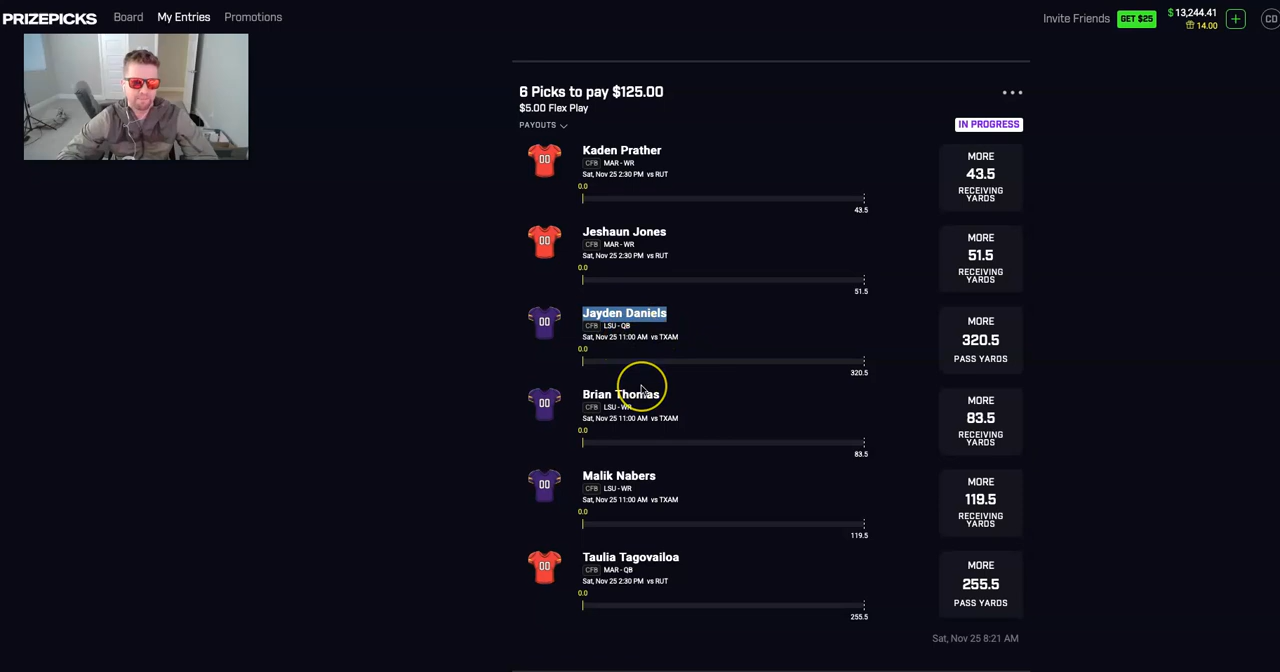 PRIZEPICKS Board My Entries Promotions Invite Friends GET $25 $ 13,244.41 + CD
14.00
6 Picks to pay $125.00
$5.00 Flex Play
PAYOUTS
IN PROGRESS
00
Kaden Prather
CFB MAR - WR
Sat, Nov 25 2:30 PM vs RUT
0.0
43.5
MORE
43.5
RECEIVING
YARDS
00
Jeshaun Jones
CFB MAR - WR
Sat, Nov 25 2:30 PM vs RUT
0.0
51.5
MORE
51.5
RECEIVING
YARDS
00
Jayden Daniels
CFB LSU - QB
Sat, Nov 25 11:00 AM vs TXAM
0.0
320.5
MORE
320.5
PASS YARDS
00
Brian Thomas
CFB LSU - WR
Sat, Nov 25 11:00 AM vs TXAM
0.0
83.5
MORE
83.5
RECEIVING
YARDS
00
Malik Nabers
CFB LSU - WR
Sat, Nov 25 11:00 AM vs TXAM
0.0
119.5
MORE
119.5
RECEIVING
YARDS
00
Taulia Tagovailoa
CFB MAR - QB
Sat, Nov 25 2:30 PM vs RUT
0.0
255.5
MORE
255.5
PASS YARDS
Sat, Nov 25 8:21 AM